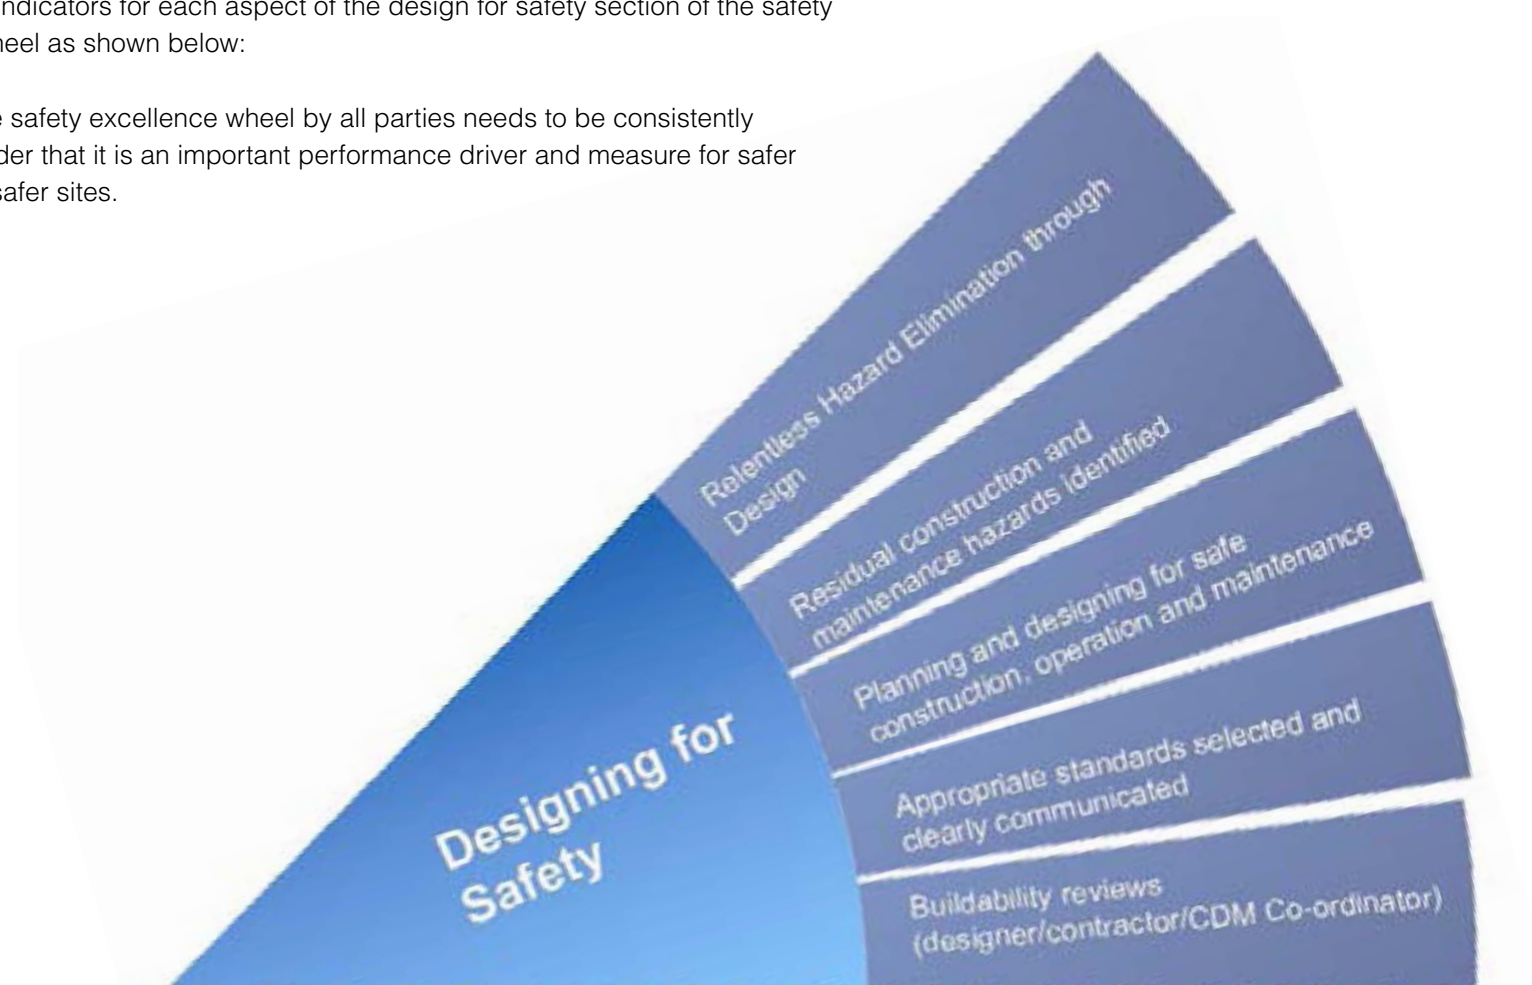 ndicators for each aspect of the design for safety section of the safety
eel as shown below:
safety excellence wheel by all parties needs to be consistently
der that it is an important performance driver and measure for safer
safer sites.
Relentless Hazard Elimination through
Design
Residual construction and
maintenance hazards identified
Planning and designing for safe
construction, operation and maintenance
Appropriate standards selected and
clearly communicated
Buildability reviews
(designer/contractor/CDM Co-ordinator)
Designing for
Safety